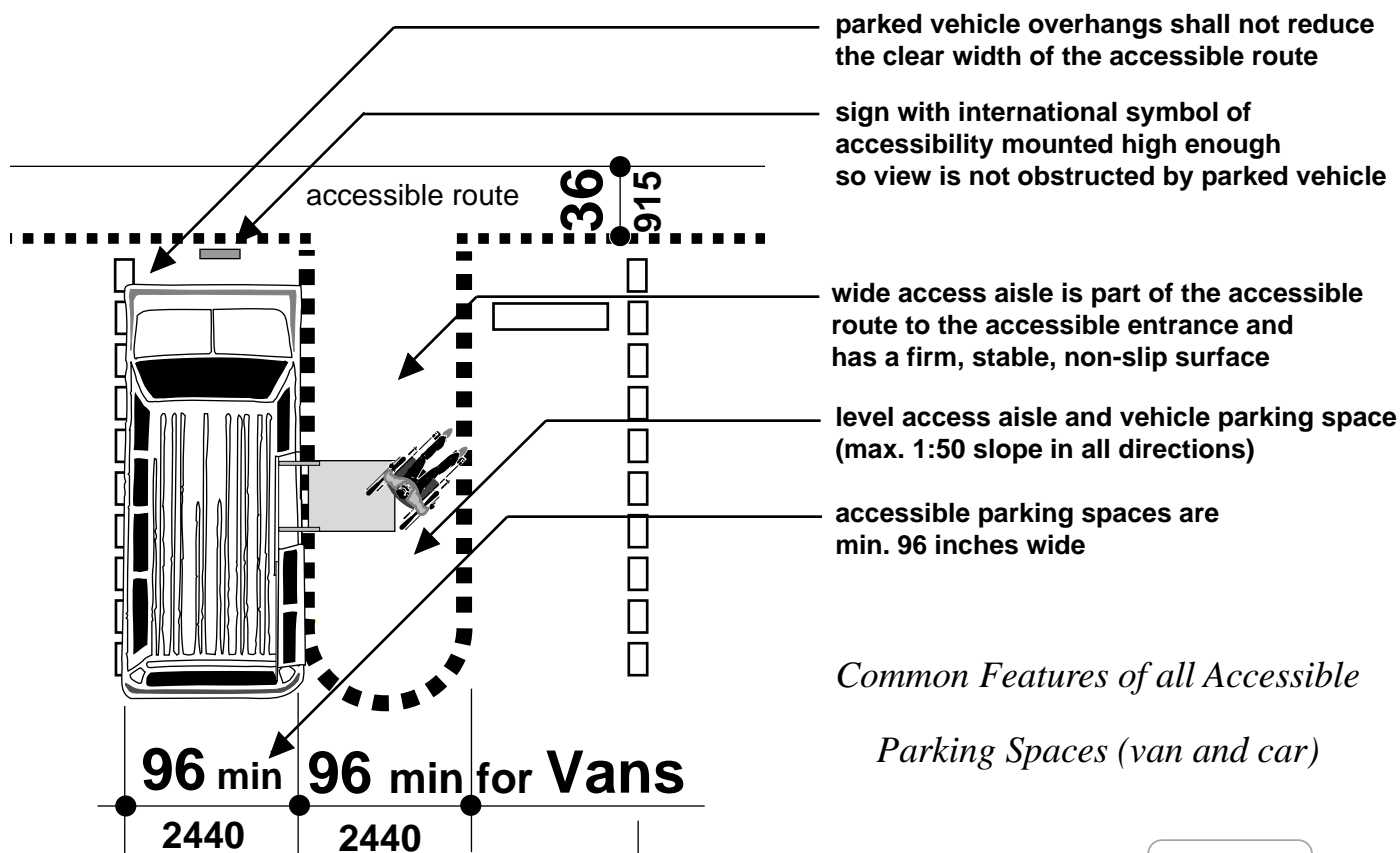 parked vehicle overhangs shall not reduce
the clear width of the accessible route
sign with international symbol of
accessibility mounted high enough
so view is not obstructed by parked vehicle
accessible route
36
915
wide access aisle is part of the accessible
route to the accessible entrance and
has a firm, stable, non-slip surface
level access aisle and vehicle parking space
(max. 1:50 slope in all directions)
accessible parking spaces are
min. 96 inches wide
Common Features of all Accessible
Parking Spaces (van and car)
96 min 96 min for Vans
2440 2440